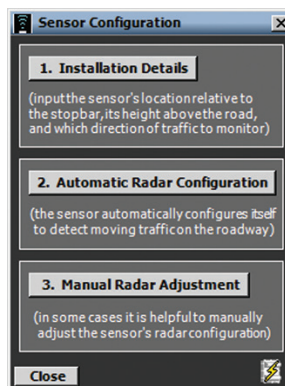 Sensor Configuration
1. Installation Details
(input the sensor's location relative to
the stopbar, its height above the road,
and which direction of traffic to monitor)
2. Automatic Radar Configuration
(the sensor automatically configures itself
to detect moving traffic on the roadway)
3. Manual Radar Adjustment
(in some cases it is helpful to manually
adjust the sensor's radar configuration)
Close